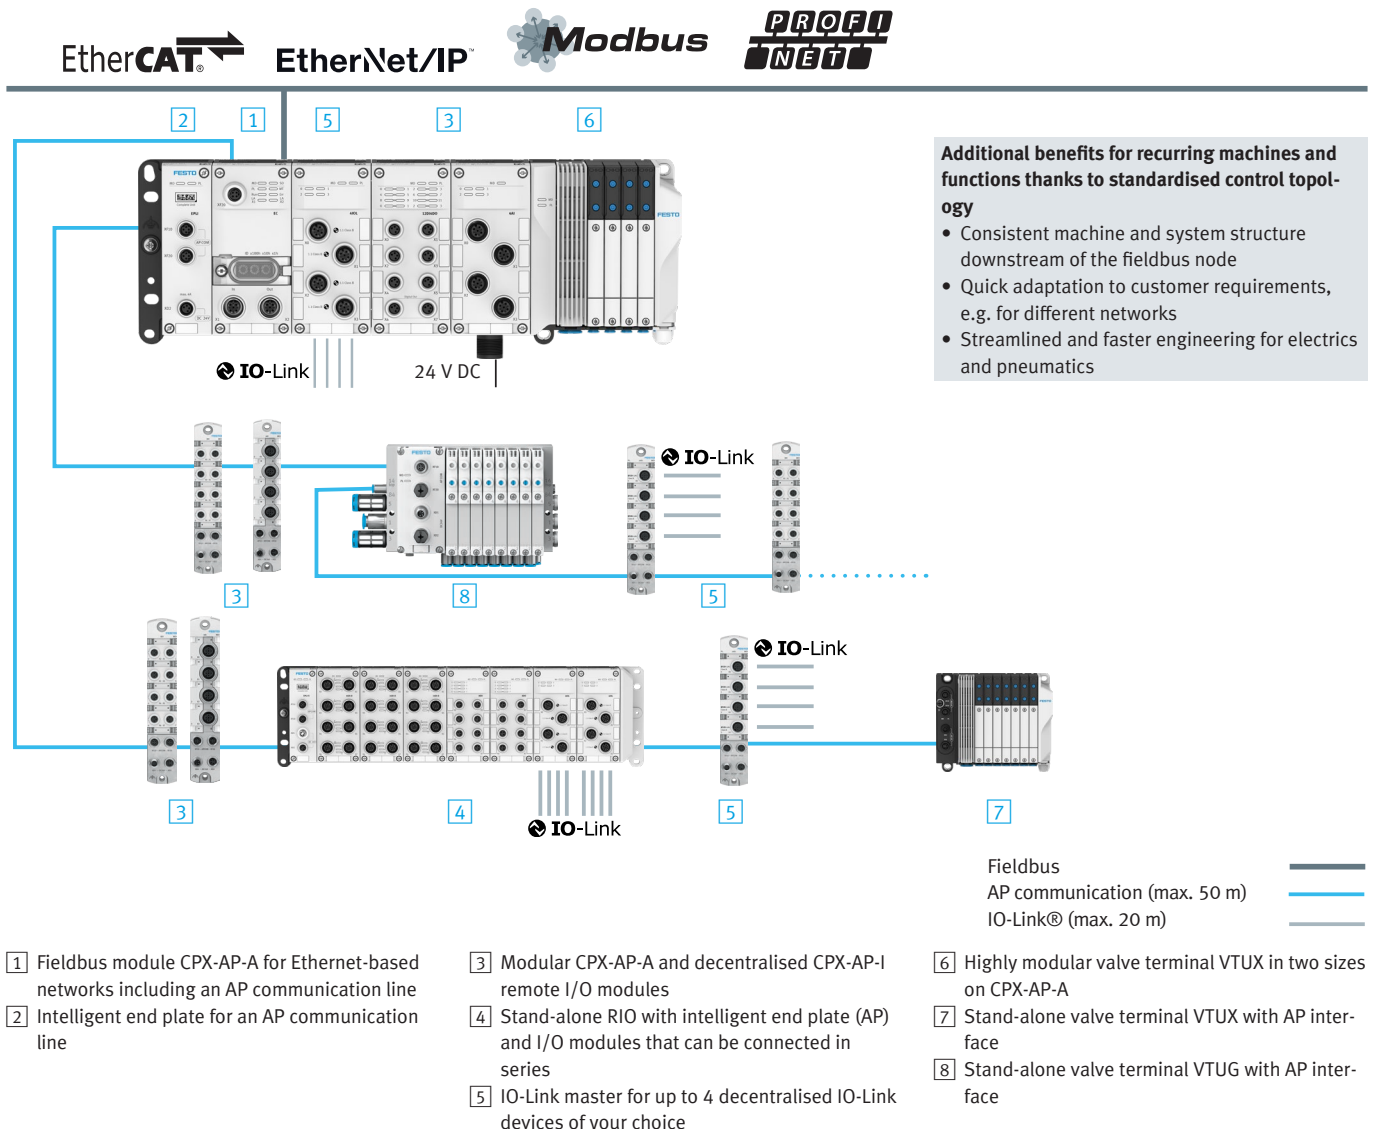 EtherCAT®
EtherNet/IP™
Modbus
PROFI
NET
2
1
5
3
6
FESTO
FESTO
IO-Link
24 V DC
Additional benefits for recurring machines and
functions thanks to standardised control topol-
ogy
• Consistent machine and system structure
downstream of the fieldbus node
• Quick adaptation to customer requirements,
e.g. for different networks
• Streamlined and faster engineering for electrics
and pneumatics
FESTO
IO-Link
3
8
5
IO-Link
FESTO
FESTO
3
4
IO-Link
5
7
Fieldbus
AP communication (max. 50 m)
IO-Link® (max. 20 m)
1 Fieldbus module CPX-AP-A for Ethernet-based
networks including an AP communication line
2 Intelligent end plate for an AP communication
line
3 Modular CPX-AP-A and decentralised CPX-AP-I
remote I/O modules
4 Stand-alone RIO with intelligent end plate (AP)
and I/O modules that can be connected in
series
5 IO-Link master for up to 4 decentralised IO-Link
devices of your choice
6 Highly modular valve terminal VTUX in two sizes
on CPX-AP-A
7 Stand-alone valve terminal VTUX with AP inter-
face
8 Stand-alone valve terminal VTUG with AP inter-
face